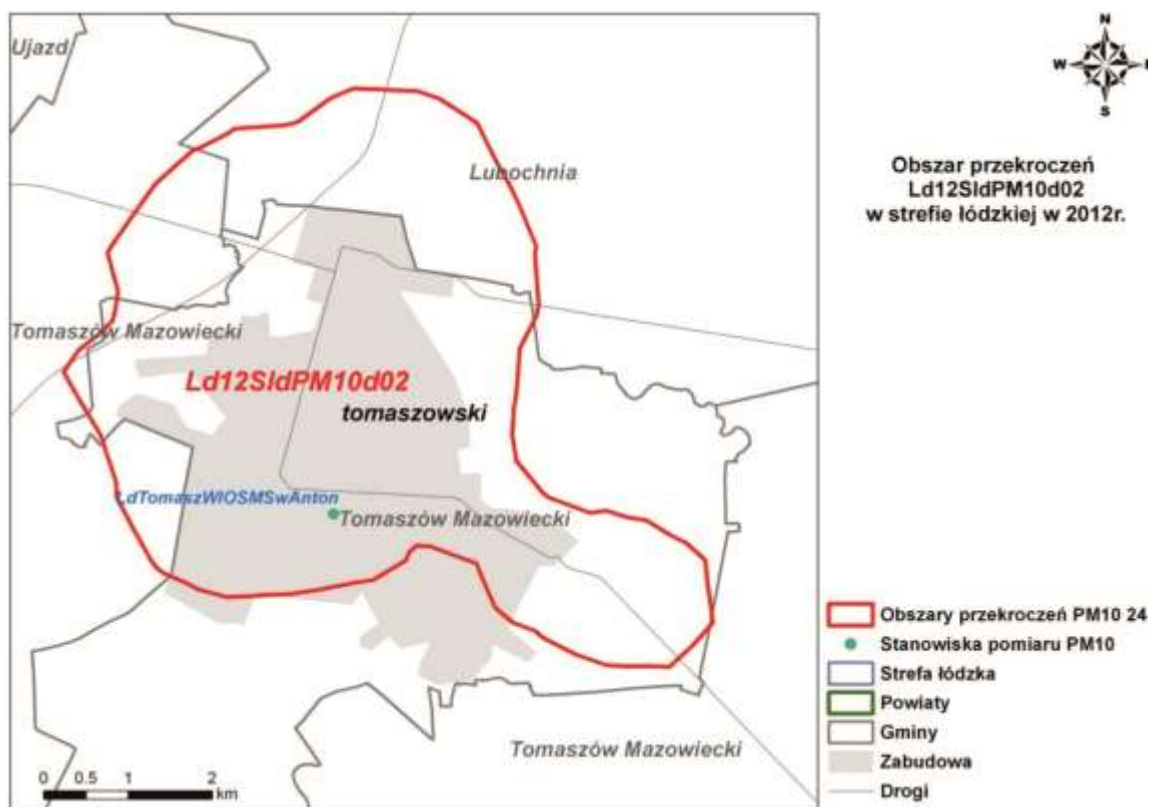 Ujazd
N
W
S
Obszar przekroczeń
Ld12SldPM10d02
w strefie łódzkiej w 2012r.
Lubochnia
Tomaszów Mazowiecki
Ld12SldPM10d02
tomaszowski
LdTomaszWIOSMSwAnton
Tomaszów Mazowiecki
Tomaszów Mazowiecki
0 0.5 1 2
km
Obszary przekroczeń PM10 24
Stanowiska pomiaru PM10
Strefa łódzka
Powiaty
Gminy
Zabudowa
Drogi